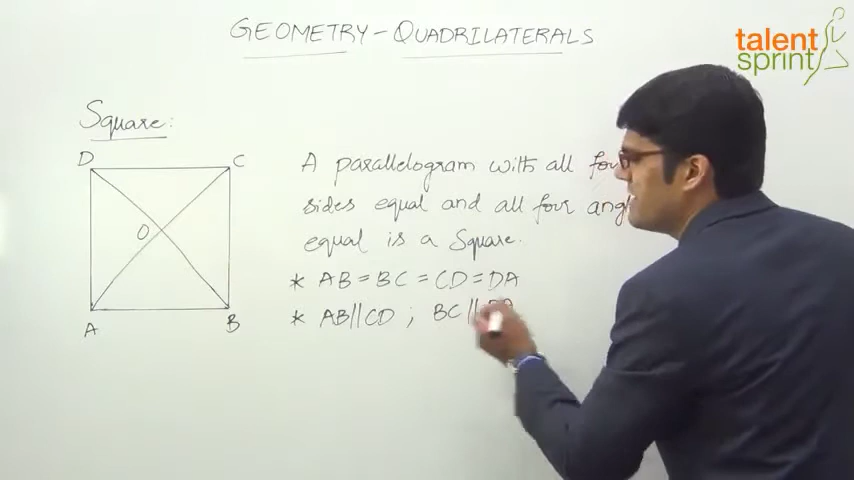 GEOMETRY - QUADRILATERALS
talent
sprint
Square:
D
C
A parallelogram with all
sides equal and all four
O
equal is a Square.
* AB = BC = CD = DA
* AB//CD ; BC//
A
B